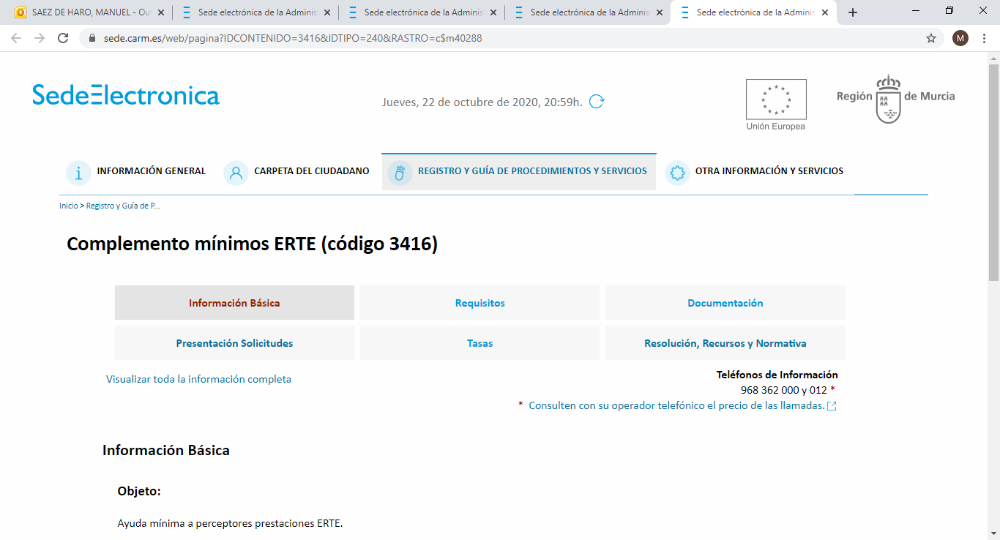 SAEZ DE HARO, MANUEL - Ou
Sede electrónica de la Adminis
Sede electrónica de la Adminis
Sede electrónica de la Adminis
Sede electrónica de la Adminis
sede.carm.es/web/pagina?IDCONTENIDO=3416&IDTIPO=240&RASTRO=c$m40288
M
SedeElectronica
Jueves, 22 de octubre de 2020, 20:59h.
Unión Europea
Región de Murcia
INFORMACIÓN GENERAL
CARPETA DEL CIUDADANO
REGISTRO Y GUÍA DE PROCEDIMIENTOS Y SERVICIOS
OTRA INFORMACIÓN Y SERVICIOS
Inicio > Registro y Guía de P...
Complemento mínimos ERTE (código 3416)
Información Básica
Requisitos
Documentación
Presentación Solicitudes
Tasas
Resolución, Recursos y Normativa
Visualizar toda la información completa
Teléfonos de Información
968 362 000 y 012 *
* Consulten con su operador telefónico el precio de las llamadas.
Información Básica
Objeto:
Ayuda mínima a perceptores prestaciones ERTE.